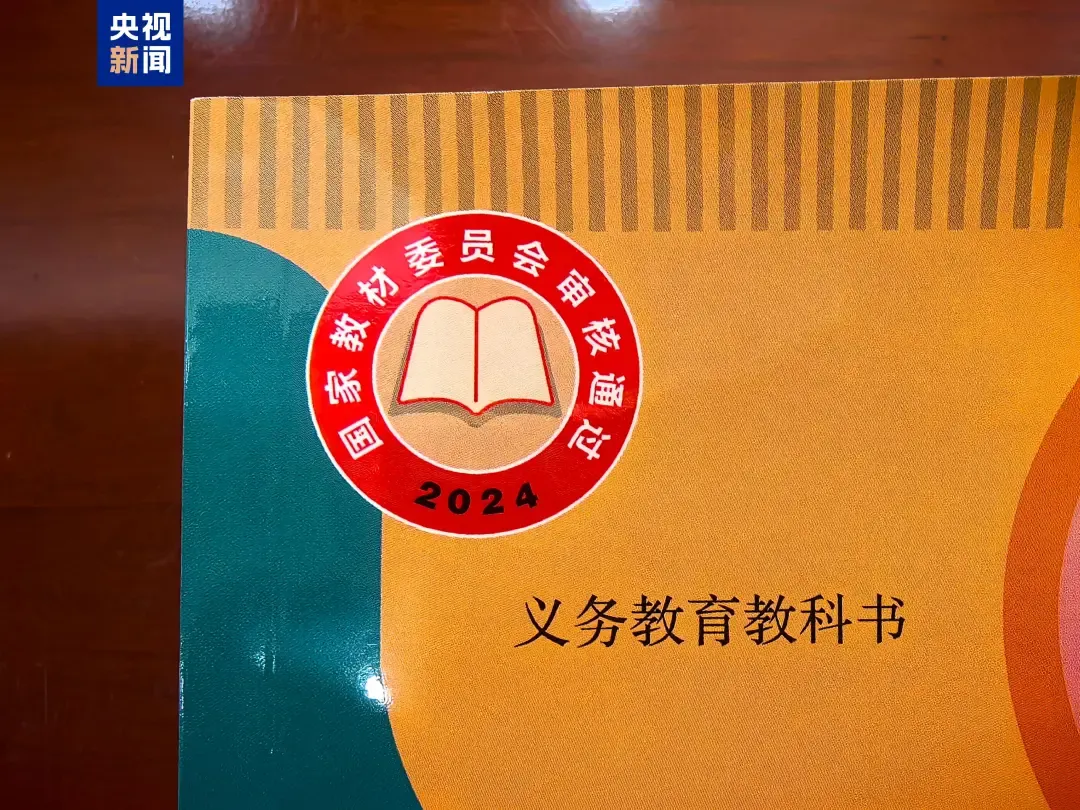 央视
新闻
国家教材委员会审核通过
2024
义务教育教科书